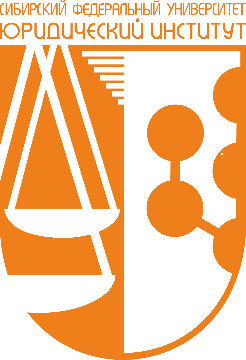 СИБИРСКИЙ ФЕДЕРАЛЬНЫЙ УНИВЕРСИТЕТ
ЮРИДИЧЕСКИЙ ИНСТИТУТ